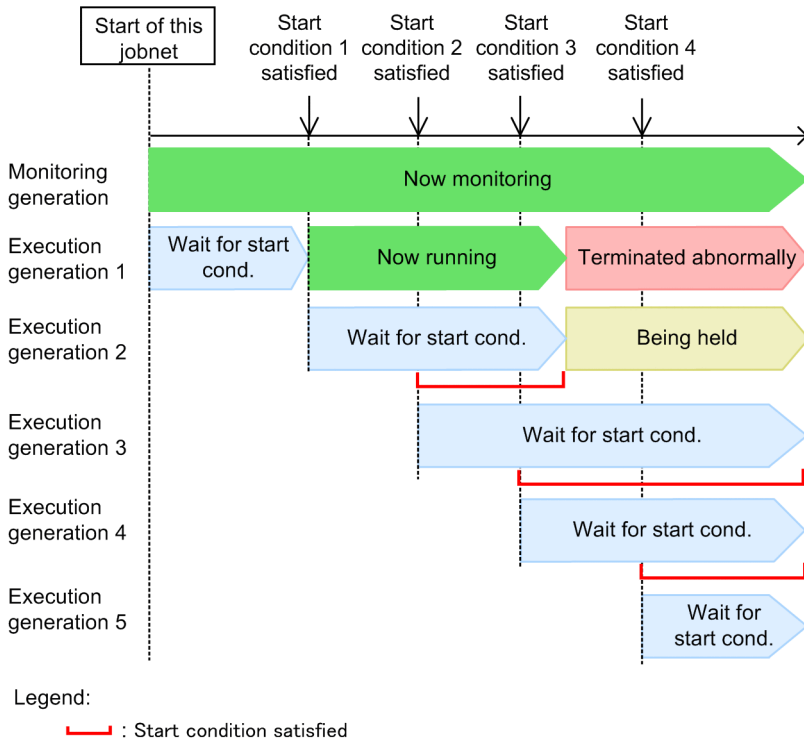 Start of this
jobnet
Start
condition 1
satisfied
Start
condition 2
satisfied
Start
condition 3
satisfied
Start
condition 4
satisfied
Monitoring
generation
Now monitoring
Execution
generation 1
Wait for start
cond.
Now running
Terminated abnormally
Execution
generation 2
Wait for start cond.
Being held
Execution
generation 3
Wait for start cond.
Execution
generation 4
Wait for start cond.
Execution
generation 5
Wait for
start cond.
Legend:
: Start condition satisfied